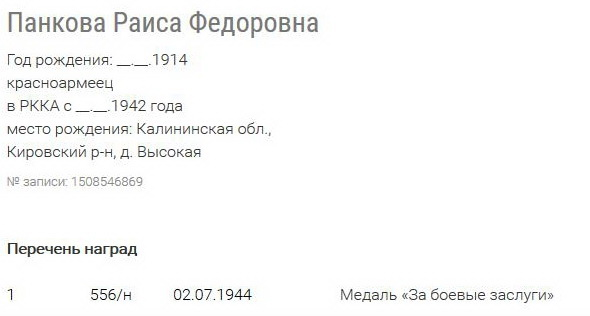 Панкова Раиса Федоровна
Год рождения: __.__.1914
красноармеец
в РККА с __.__.1942 года
место рождения: Калининская обл.,
Кировский р-н, д. Высокая
№ записи: 1508546869
Перечень наград
1 556/н 02.07.1944 Медаль «За боевые заслуги»